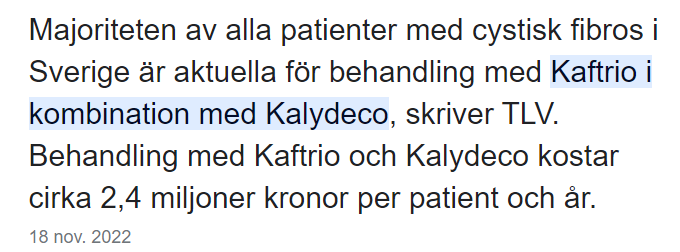 Majoriteten av alla patienter med cystisk fibros i
Sverige är aktuella för behandling med Kaftrio i
kombination med Kalydeco, skriver TLV.
Behandling med Kaftrio och Kalydeco kostar
cirka 2,4 miljoner kronor per patient och år.
18 nov. 2022